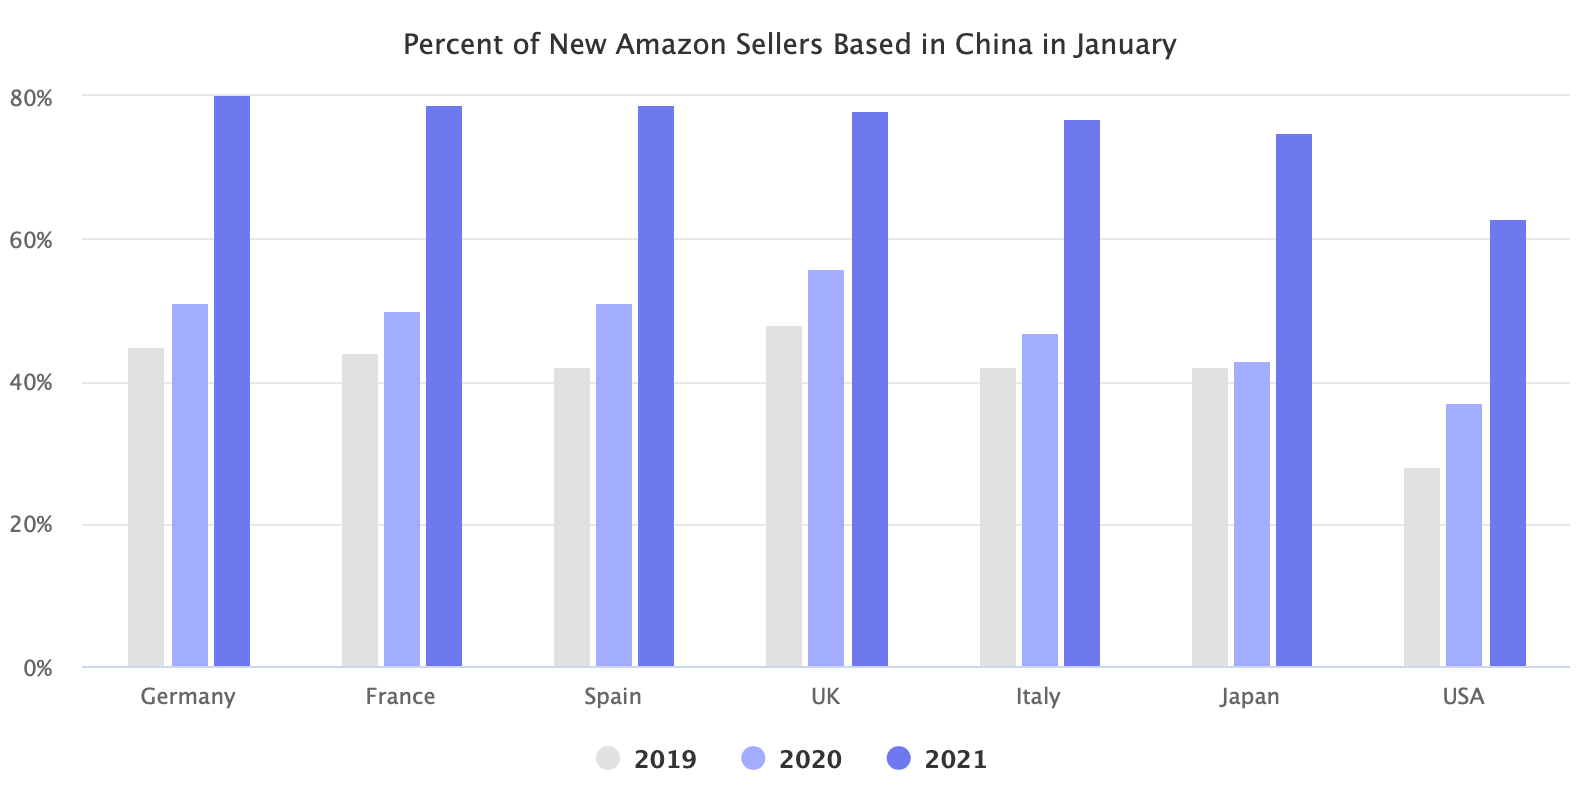 Percent of New Amazon Sellers Based in China in January
80%
60%
40%
20%
0%
Germany France Spain UK Italy Japan USA
2019 2020 2021